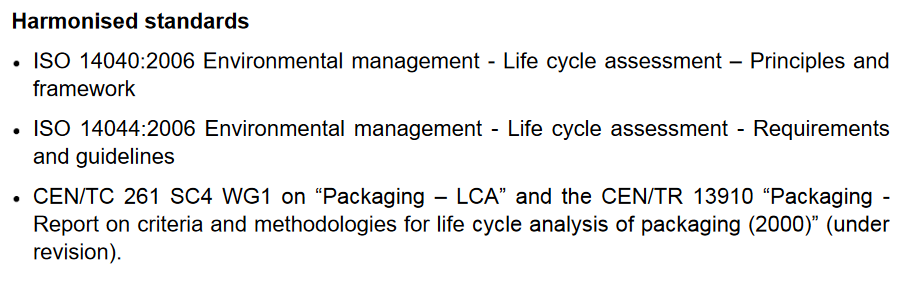 Harmonised standards
• ISO 14040:2006 Environmental management - Life cycle assessment – Principles and
framework
• ISO 14044:2006 Environmental management - Life cycle assessment - Requirements
and guidelines
• CEN/TC 261 SC4 WG1 on “Packaging – LCA” and the CEN/TR 13910 “Packaging -
Report on criteria and methodologies for life cycle analysis of packaging (2000)” (under
revision).